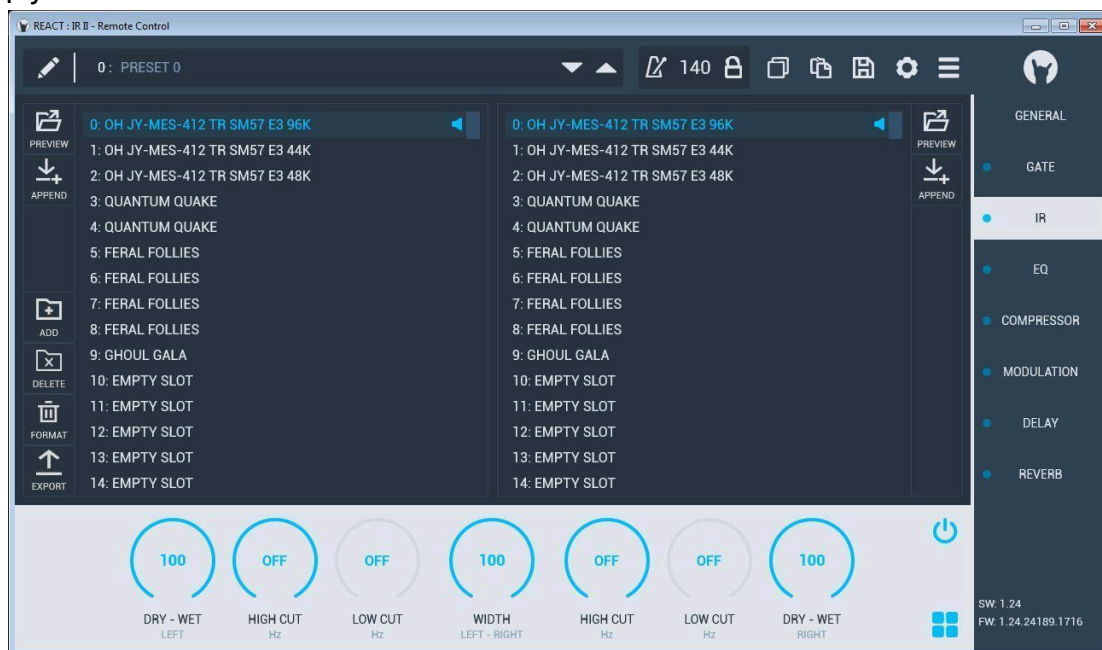 REACT : IR II - Remote Control
0 : PRESET 0
140
PREVIEW
APPEND
ADD
DELETE
FORMAT
EXPORT
0: OH JY-MES-412 TR SM57 E3 96K
1: OH JY-MES-412 TR SM57 E3 44K
2: OH JY-MES-412 TR SM57 E3 48K
3: QUANTUM QUAKE
4: QUANTUM QUAKE
5: FERAL FOLLIES
6: FERAL FOLLIES
7: FERAL FOLLIES
8: FERAL FOLLIES
9: GHOUL GALA
10: EMPTY SLOT
11: EMPTY SLOT
12: EMPTY SLOT
13: EMPTY SLOT
14: EMPTY SLOT
0: OH JY-MES-412 TR SM57 E3 96K
1: OH JY-MES-412 TR SM57 E3 44K
2: OH JY-MES-412 TR SM57 E3 48K
3: QUANTUM QUAKE
4: QUANTUM QUAKE
5: FERAL FOLLIES
6: FERAL FOLLIES
7: FERAL FOLLIES
8: FERAL FOLLIES
9: GHOUL GALA
10: EMPTY SLOT
11: EMPTY SLOT
12: EMPTY SLOT
13: EMPTY SLOT
14: EMPTY SLOT
PREVIEW
APPEND
GENERAL
GATE
IR
EQ
COMPRESSOR
MODULATION
DELAY
REVERB
100 OFF OFF 100 OFF OFF 100
DRY - WET HIGH CUT LOW CUT WIDTH HIGH CUT LOW CUT DRY - WET
LEFT Hz Hz LEFT - RIGHT Hz Hz RIGHT
SW: 1.24
FW: 1.24.24189.1716